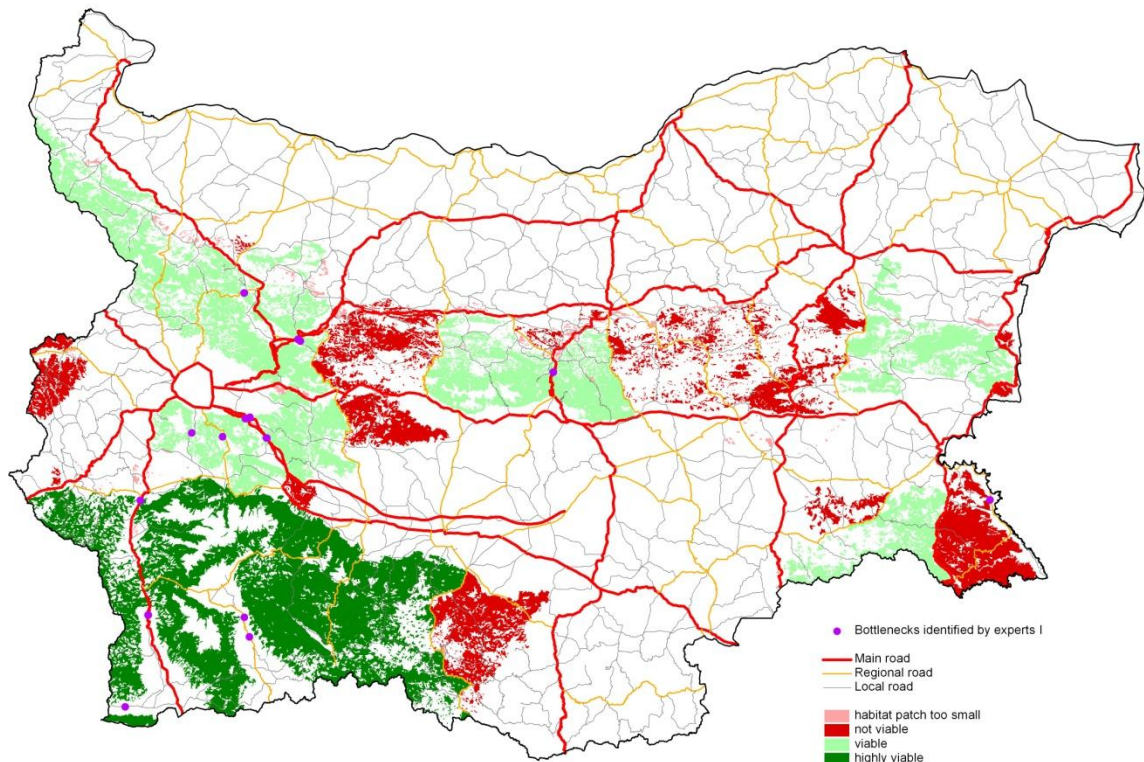 Bottlenecks identified by experts I
Main road
Regional road
Local road
habitat patch too small
not viable
viable
highly viable